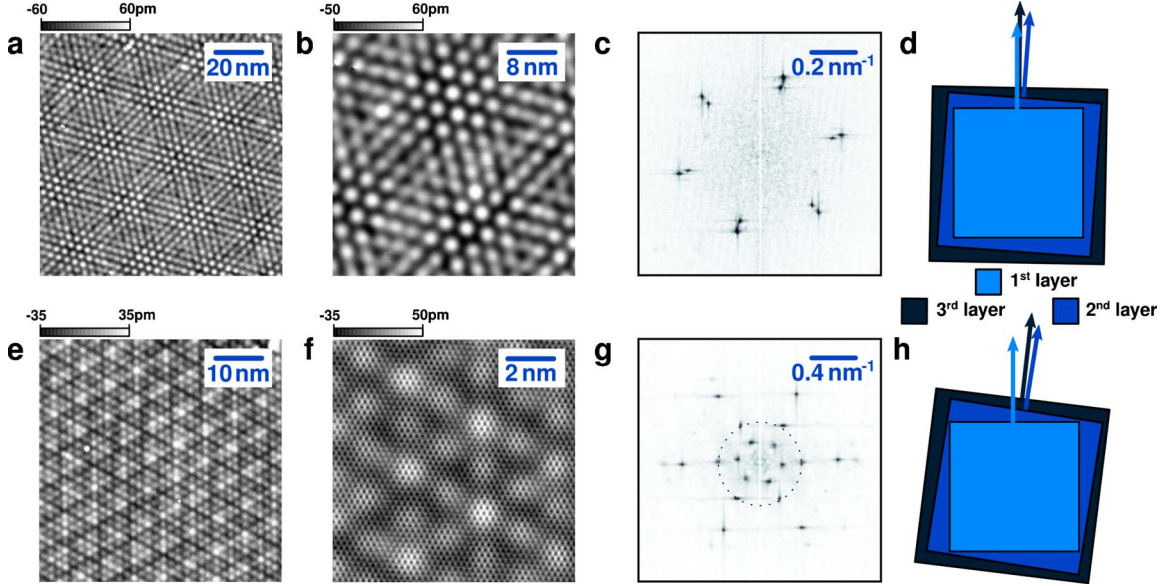 -60 60pm
-50 60pm
a
20 nm
b
8 nm
c
0.2 nm⁻¹
d
1ˢᵗ layer
3ʳᵈ layer
2ⁿᵈ layer
-35 35pm
-35 50pm
e
10 nm
f
2 nm
g
0.4 nm⁻¹
h